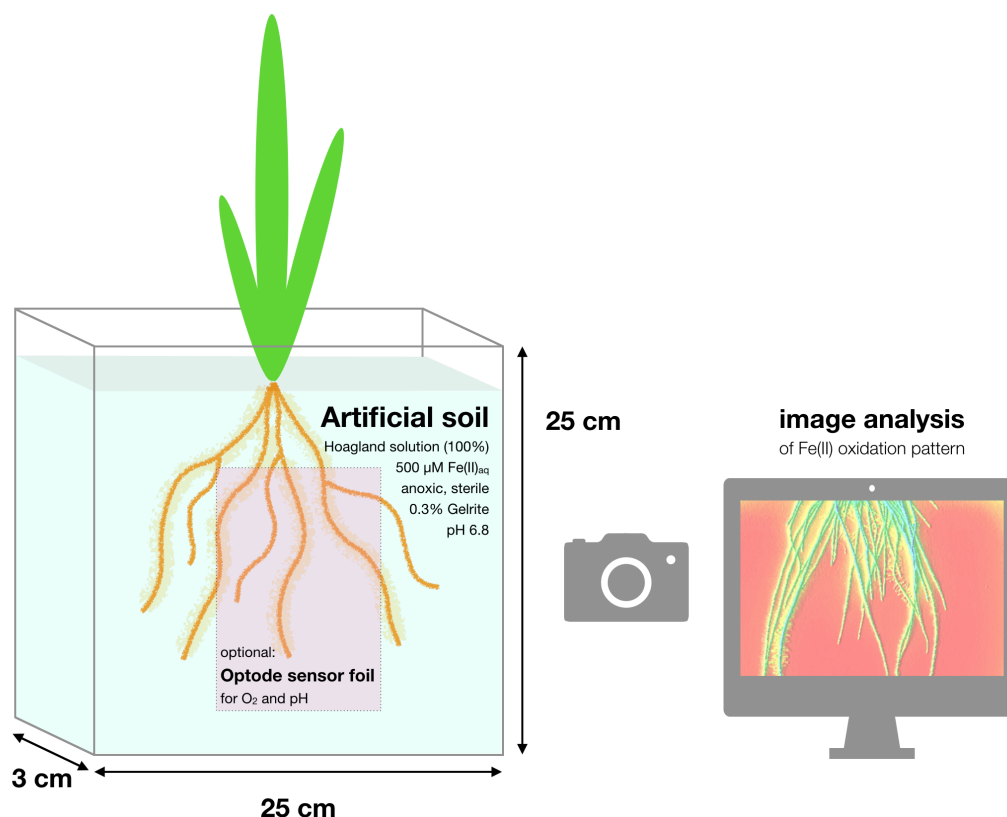 Artificial soil
Hoagland solution (100%)
500 µM Fe(II)aq
anoxic, sterile
0.3% Gelrite
pH 6.8
optional:
Optode sensor foil
for O₂ and pH
25 cm
3 cm
25 cm
image analysis
of Fe(II) oxidation pattern